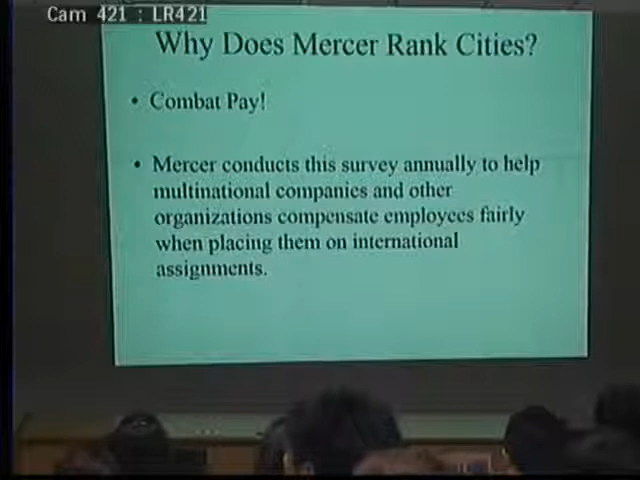 Cam 421 : LR421
Why Does Mercer Rank Cities?
• Combat Pay!
• Mercer conducts this survey annually to help
multinational companies and other
organizations compensate employees fairly
when placing them on international
assignments.